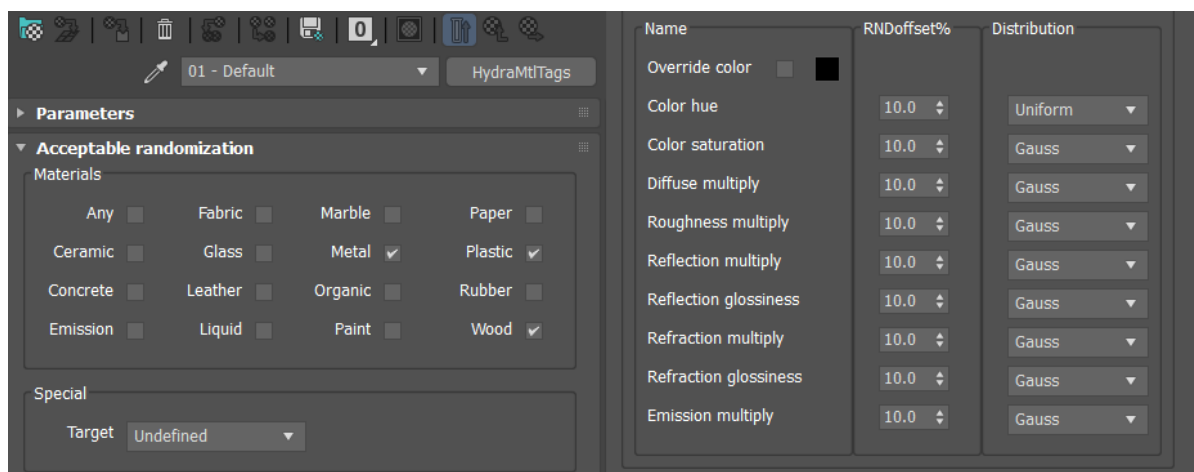 0
01 - Default HydraMtlTags
Parameters
Acceptable randomization
Materials
Any Fabric Marble Paper
Ceramic Glass Metal Plastic
Concrete Leather Organic Rubber
Emission Liquid Paint Wood
Special
Target Undefined
Name RNDoffset% Distribution
Override color
Color hue 10.0 Uniform
Color saturation 10.0 Gauss
Diffuse multiply 10.0 Gauss
Roughness multiply 10.0 Gauss
Reflection multiply 10.0 Gauss
Reflection glossiness 10.0 Gauss
Refraction multiply 10.0 Gauss
Refraction glossiness 10.0 Gauss
Emission multiply 10.0 Gauss